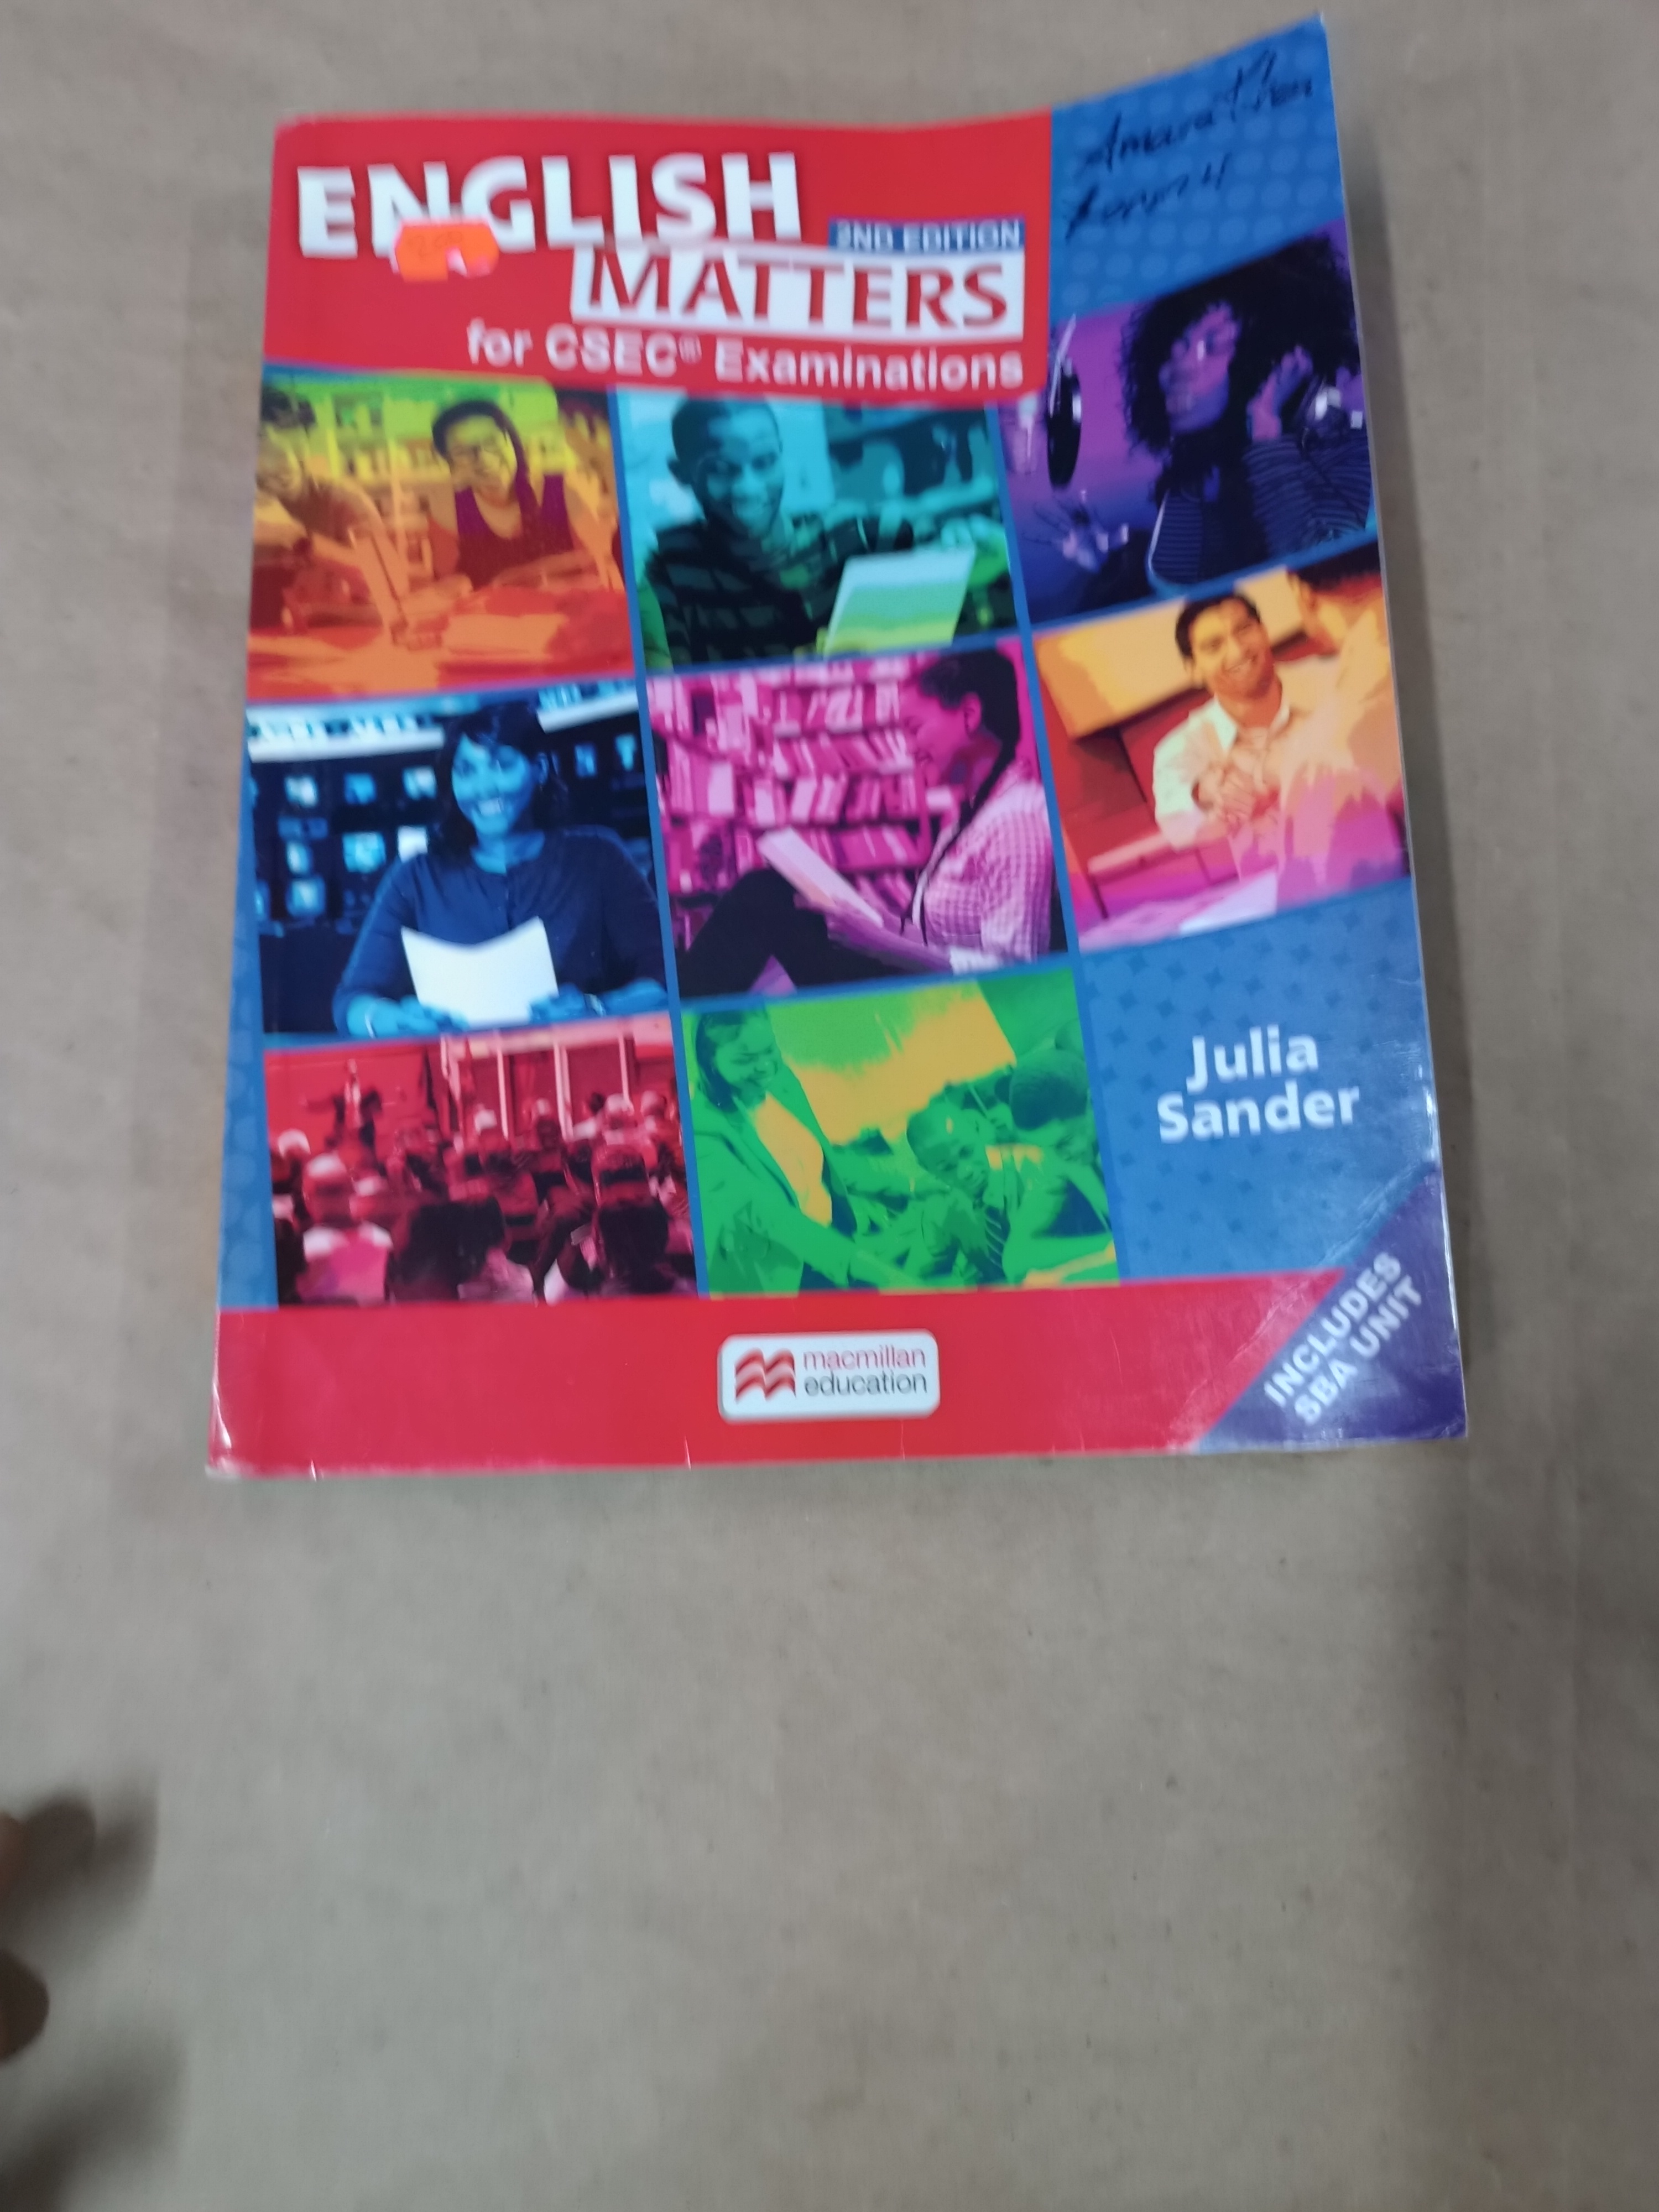 ENGLISH
2ND EDITION
MATTERS
for CSEC® Examinations
Julia
Sander
INCLUDES
SBA UNIT
macmillan
education